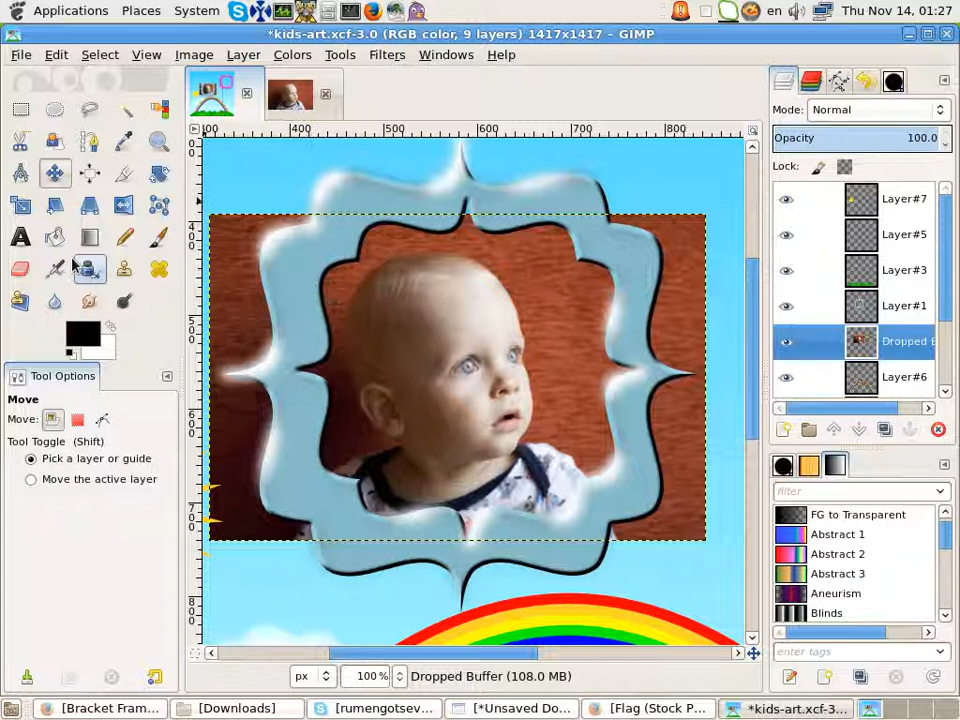 Applications Places System en Thu Nov 14, 01:27
*kids-art.xcf-3.0 (RGB color, 9 layers) 1417x1417 – GIMP
File Edit Select View Image Layer Colors Tools Filters Windows Help
Mode: Normal
400 500 600 700 800
Opacity 100.0
Lock:
Layer#7
Layer#5
Layer#3
Layer#1
Dropped
Layer#6
Tool Options
Move
Move:
Tool Toggle (Shift)
Pick a layer or guide
Move the active layer
filter
FG to Transparent
Abstract 1
Abstract 2
Abstract 3
Aneurism
Blinds
enter tags
px 100 % Dropped Buffer (108.0 MB)
[Bracket Fram... [Downloads] [rumengotsev... [*Unsaved Do... [Flag (Stock P... *kids-art.xcf-3...